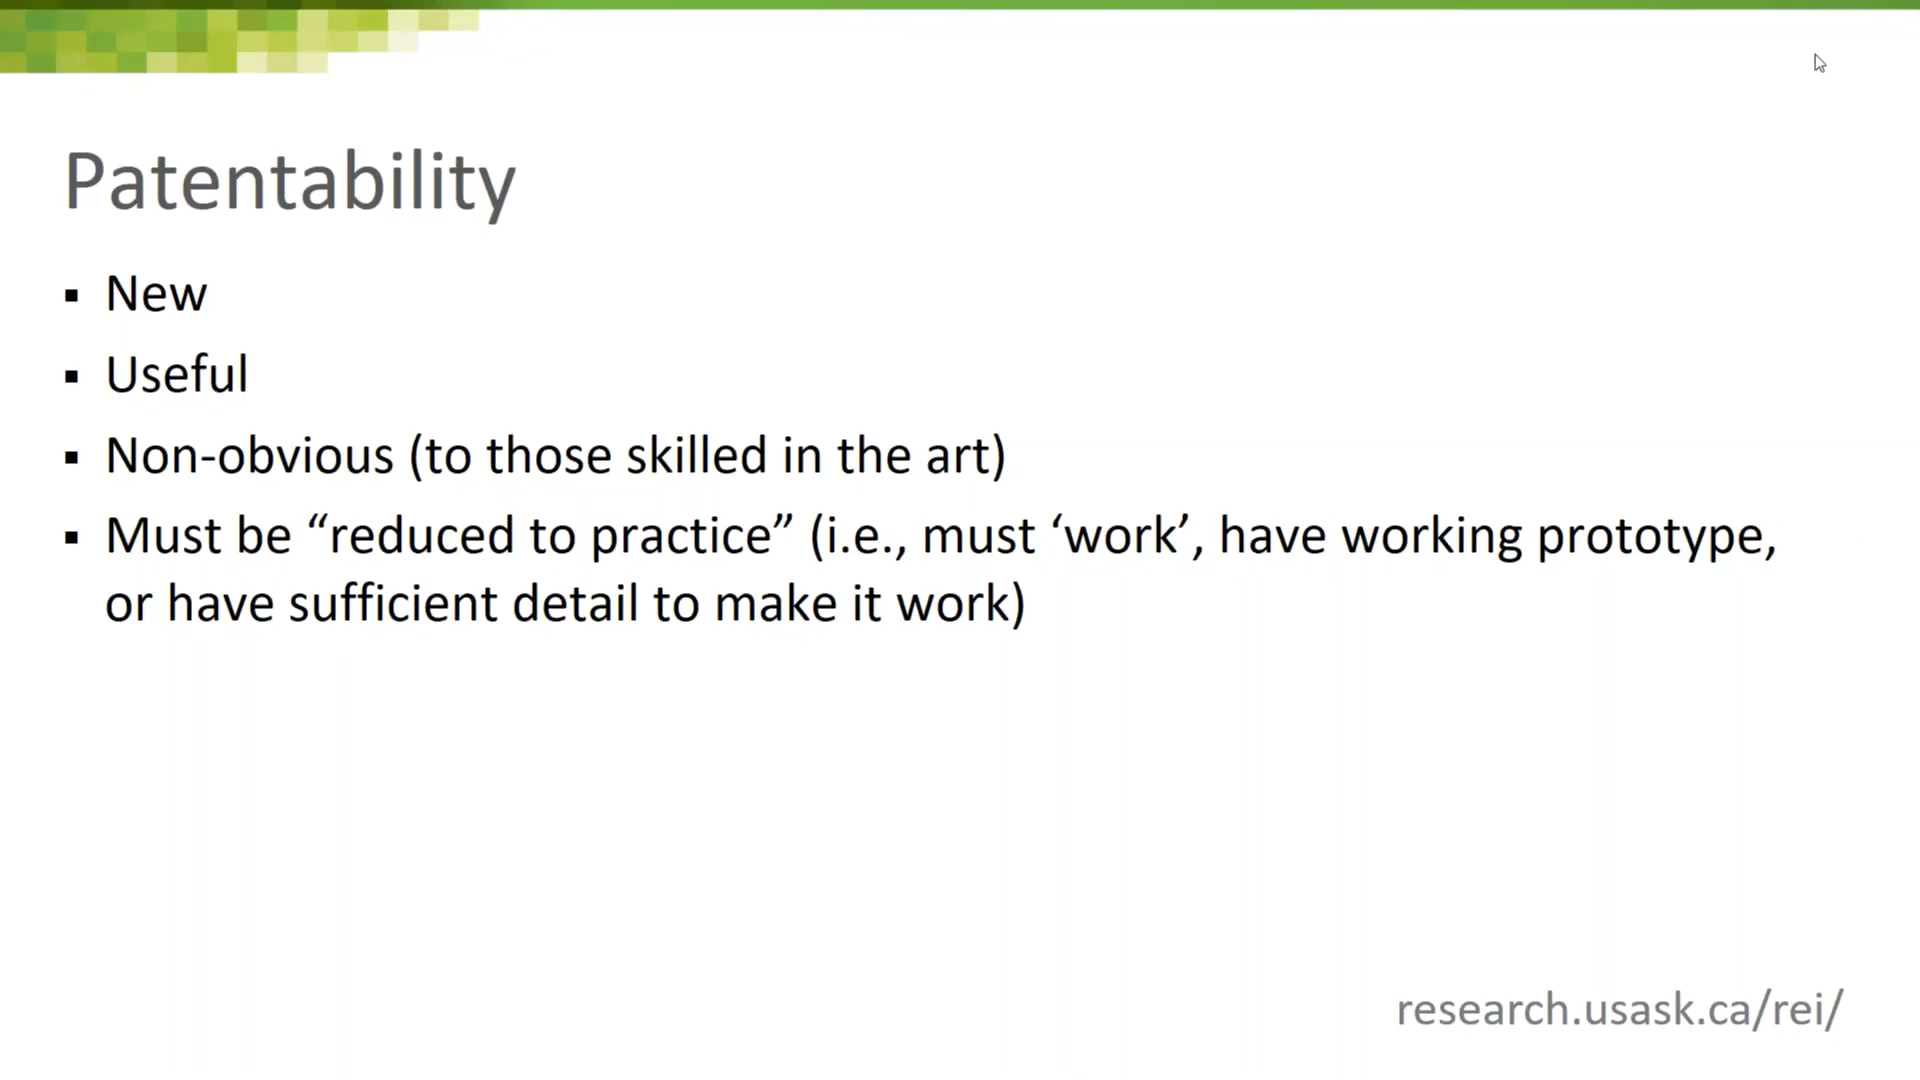 Patentability
▪ New
▪ Useful
▪ Non-obvious (to those skilled in the art)
▪ Must be “reduced to practice” (i.e., must ‘work’, have working prototype,
or have sufficient detail to make it work)
research.usask.ca/rei/